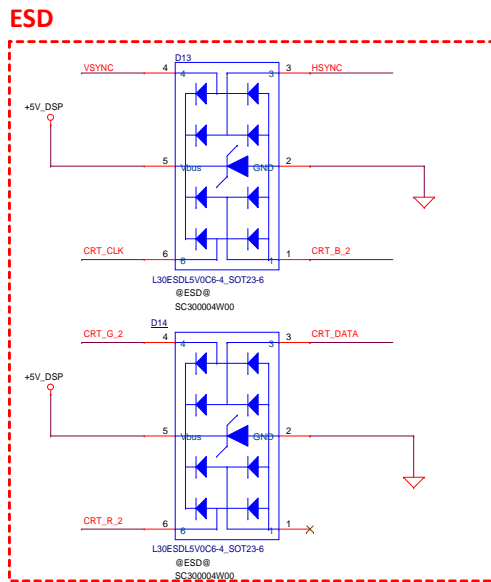 ESD
D13
VSYNC 4 4 3 3 HSYNC
+5V_DSP
5 Vbus GND 2
CRT_CLK 6 6 1 1 CRT_B_2
L30ESDL5V0C6-4_SOT23-6
@ESD@
SC300004W00
D14
CRT_G_2 4 4 3 3 CRT_DATA
+5V_DSP
5 Vbus GND 2
CRT_R_2 6 6 1 1
L30ESDL5V0C6-4_SOT23-6
@ESD@
SC300004W00